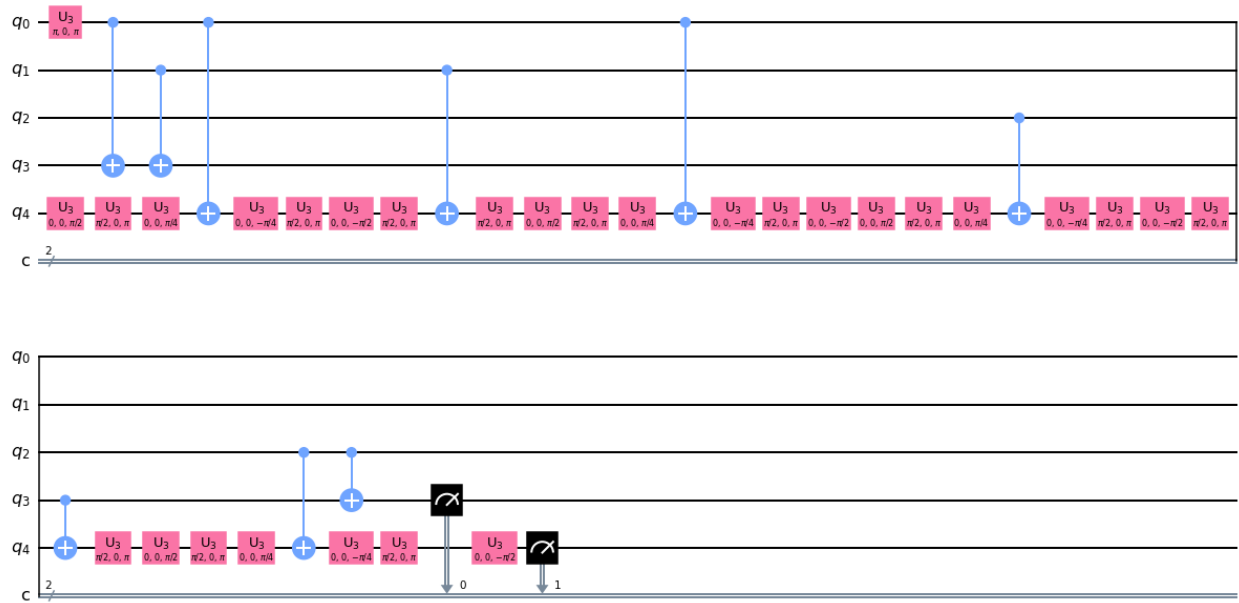 q₀ U₃
π, 0, π
q₁
q₂
q₃
q₄ U₃ U₃ U₃ U₃ U₃ U₃ U₃ U₃ U₃ U₃ U₃ U₃ U₃ U₃ U₃ U₃ U₃ U₃ U₃ U₃ U₃
0, 0, π/2 π/2, 0, π 0, 0, π/4 0, 0, −π/4 π/2, 0, π 0, 0, −π/2 π/2, 0, π π/2, 0, π 0, 0, π/2 π/2, 0, π 0, 0, π/4 0, 0, −π/4 π/2, 0, π 0, 0, −π/2 0, 0, π/2 π/2, 0, π 0, 0, π/4 0, 0, −π/4 π/2, 0, π 0, 0, −π/2 π/2, 0, π
2
c
q₀
q₁
q₂
q₃
q₄ U₃ U₃ U₃ U₃ U₃ U₃ U₃
π/2, 0, π 0, 0, π/2 π/2, 0, π 0, 0, π/4 0, 0, −π/4 π/2, 0, π 0, 0, −π/2
2 0 1
c